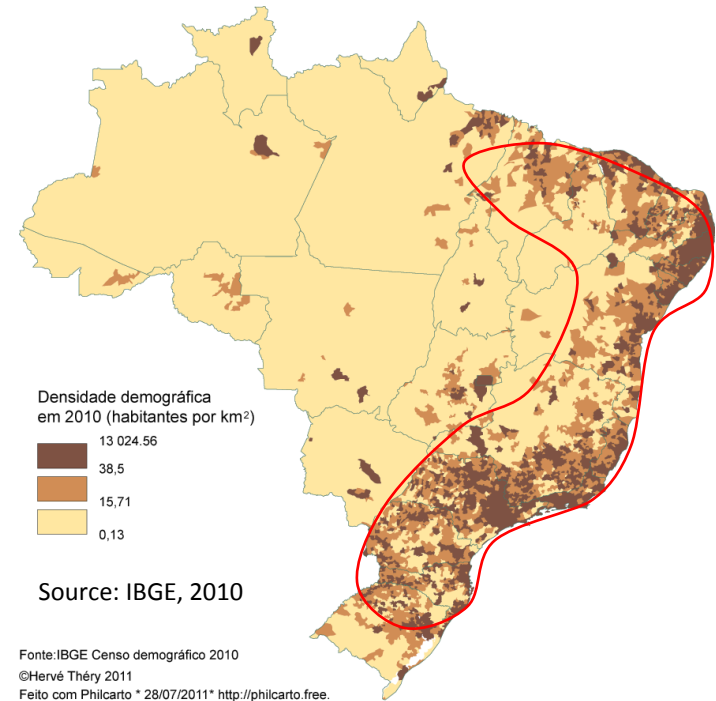 Densidade demográfica
em 2010 (habitantes por km²)
13 024.56
38,5
15,71
0,13
Source: IBGE, 2010
Fonte:IBGE Censo demográfico 2010
©Hervé Théry 2011
Feito com Philcarto * 28/07/2011* http://philcarto.free.